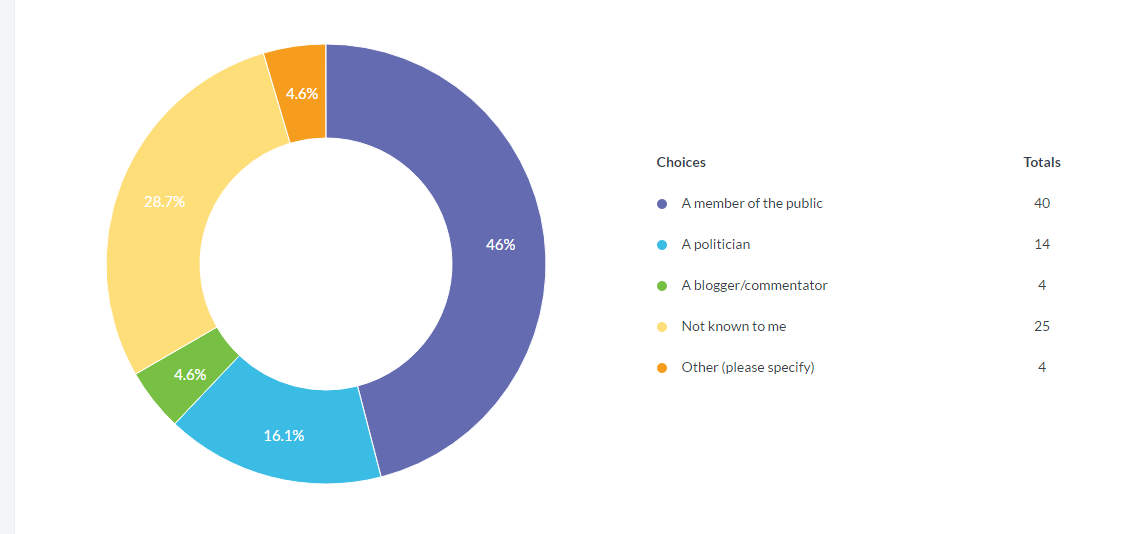 4.6%
28.7%
46%
4.6%
16.1%
Choices Totals
A member of the public 40
A politician 14
A blogger/commentator 4
Not known to me 25
Other (please specify) 4